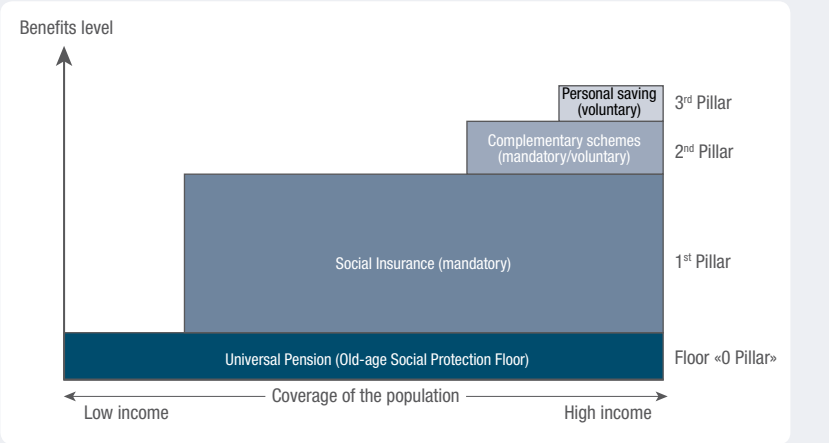 Benefits level
Personal saving
(voluntary)
3rd Pillar
Complementary schemes
(mandatory/voluntary)
2nd Pillar
Social Insurance (mandatory)
1st Pillar
Universal Pension (Old-age Social Protection Floor)
Floor «0 Pillar»
Coverage of the population
Low income
High income